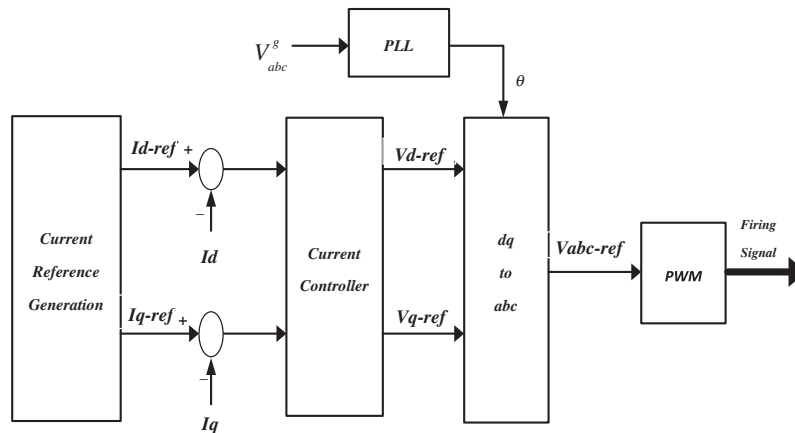 V^g_abc
PLL
θ
Id-ref +
−
Id
Current
Reference
Generation
Iq-ref +
−
Iq
Current
Controller
Vd-ref
Vq-ref
dq
to
abc
Vabc-ref
PWM
Firing
Signal